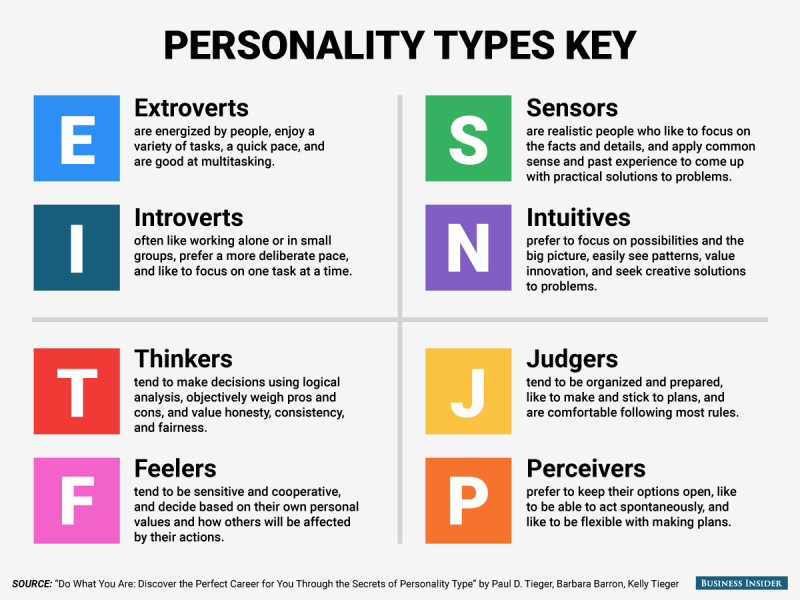 PERSONALITY TYPES KEY
E
Extroverts
are energized by people, enjoy a
variety of tasks, a quick pace, and
are good at multitasking.
I
Introverts
often like working alone or in small
groups, prefer a more deliberate pace,
and like to focus on one task at a time.
S
Sensors
are realistic people who like to focus on
the facts and details, and apply common
sense and past experience to come up
with practical solutions to problems.
N
Intuitives
prefer to focus on possibilities and the
big picture, easily see patterns, value
innovation, and seek creative solutions
to problems.
T
Thinkers
tend to make decisions using logical
analysis, objectively weigh pros and
cons, and value honesty, consistency,
and fairness.
F
Feelers
tend to be sensitive and cooperative,
and decide based on their own personal
values and how others will be affected
by their actions.
J
Judgers
tend to be organized and prepared,
like to make and stick to plans, and
are comfortable following most rules.
P
Perceivers
prefer to keep their options open, like
to be able to act spontaneously, and
like to be flexible with making plans.
SOURCE: "Do What You Are: Discover the Perfect Career for You Through the Secrets of Personality Type" by Paul D. Tieger, Barbara Barron, Kelly Tieger
BUSINESS INSIDER